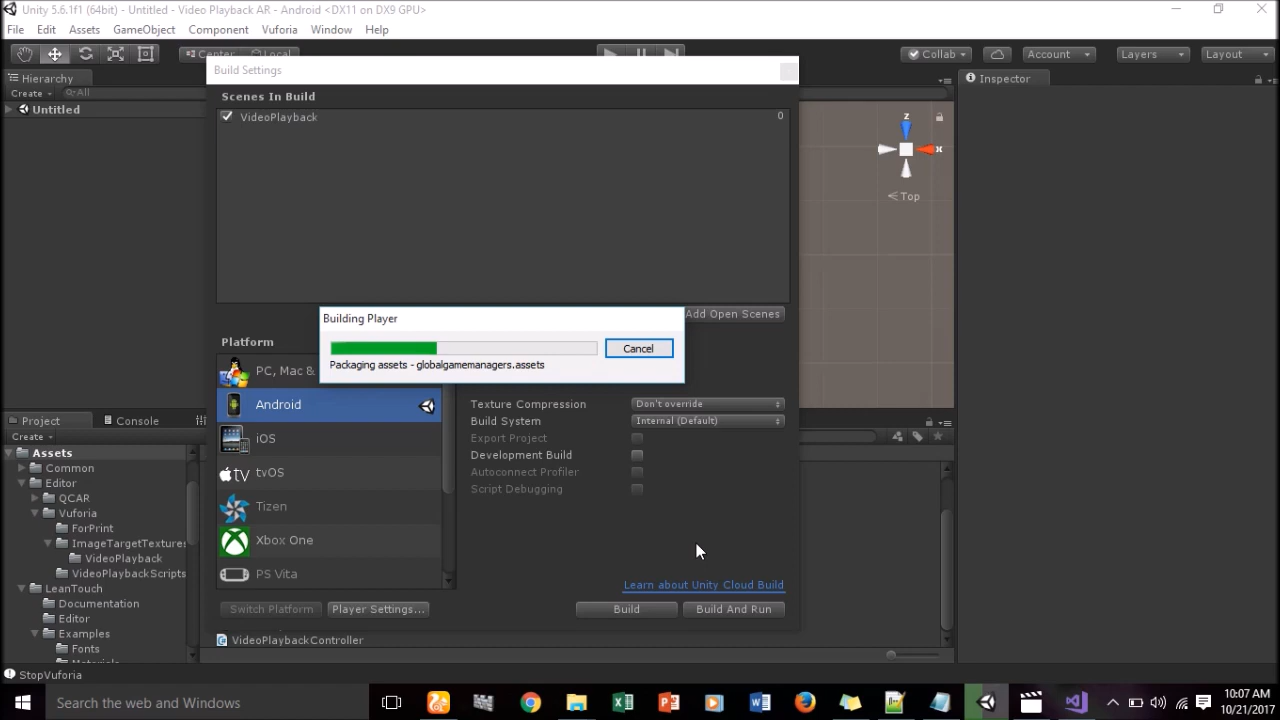 Unity 5.6.1f1 (64bit) - Untitled - Video Playback AR - Android <DX11 on DX9 GPU>
File Edit Assets GameObject Component Vuforia Window Help
Center Local Collab Account Layers Layout
Hierarchy
Create All
Untitled
Build Settings
Scenes In Build
VideoPlayback 0
Inspector
z
x
Top
Add Open Scenes
Building Player
Cancel
Packaging assets - globalgamemanagers.assets
Platform
PC, Mac &
Android
iOS
tv tvOS
Tizen
Xbox One
PS Vita
Texture Compression Don't override
Build System Internal (Default)
Export Project
Development Build
Autoconnect Profiler
Script Debugging
Learn about Unity Cloud Build
Switch Platform Player Settings... Build Build And Run
Project Console
Create
Assets
Common
Editor
QCAR
Vuforia
ForPrint
ImageTargetTextures
VideoPlayback
VideoPlaybackScripts
LeanTouch
Documentation
Editor
Examples
Fonts
Materials
VideoPlaybackController
StopVuforia
Search the web and Windows
10:07 AM
10/21/2017